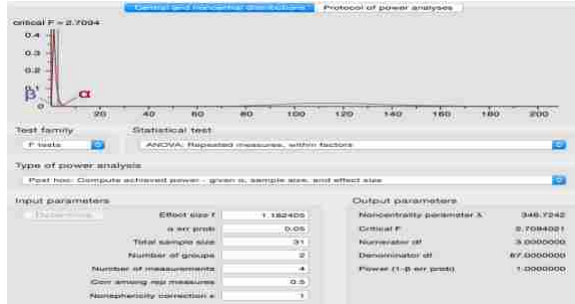 Central and noncentral distributions Protocol of power analyses
critical F = 2.7094
0.4
0.3
0.2
0.1
β α
0 20 40 60 80 100 120 140 160 180 200
Test family Statistical test
F tests ANOVA: Repeated measures, within factors
Type of power analysis
Post hoc: Compute achieved power - given α, sample size, and effect size
Input parameters Output parameters
Determine Effect size f 1.182405 Noncentrality parameter λ 346.7242
α err prob 0.05 Critical F 2.7094021
Total sample size 31 Numerator df 3.0000000
Number of groups 2 Denominator df 87.0000000
Number of measurements 4 Power (1-β err prob) 1.0000000
Corr among rep measures 0.5
Nonsphericity correction ε 1